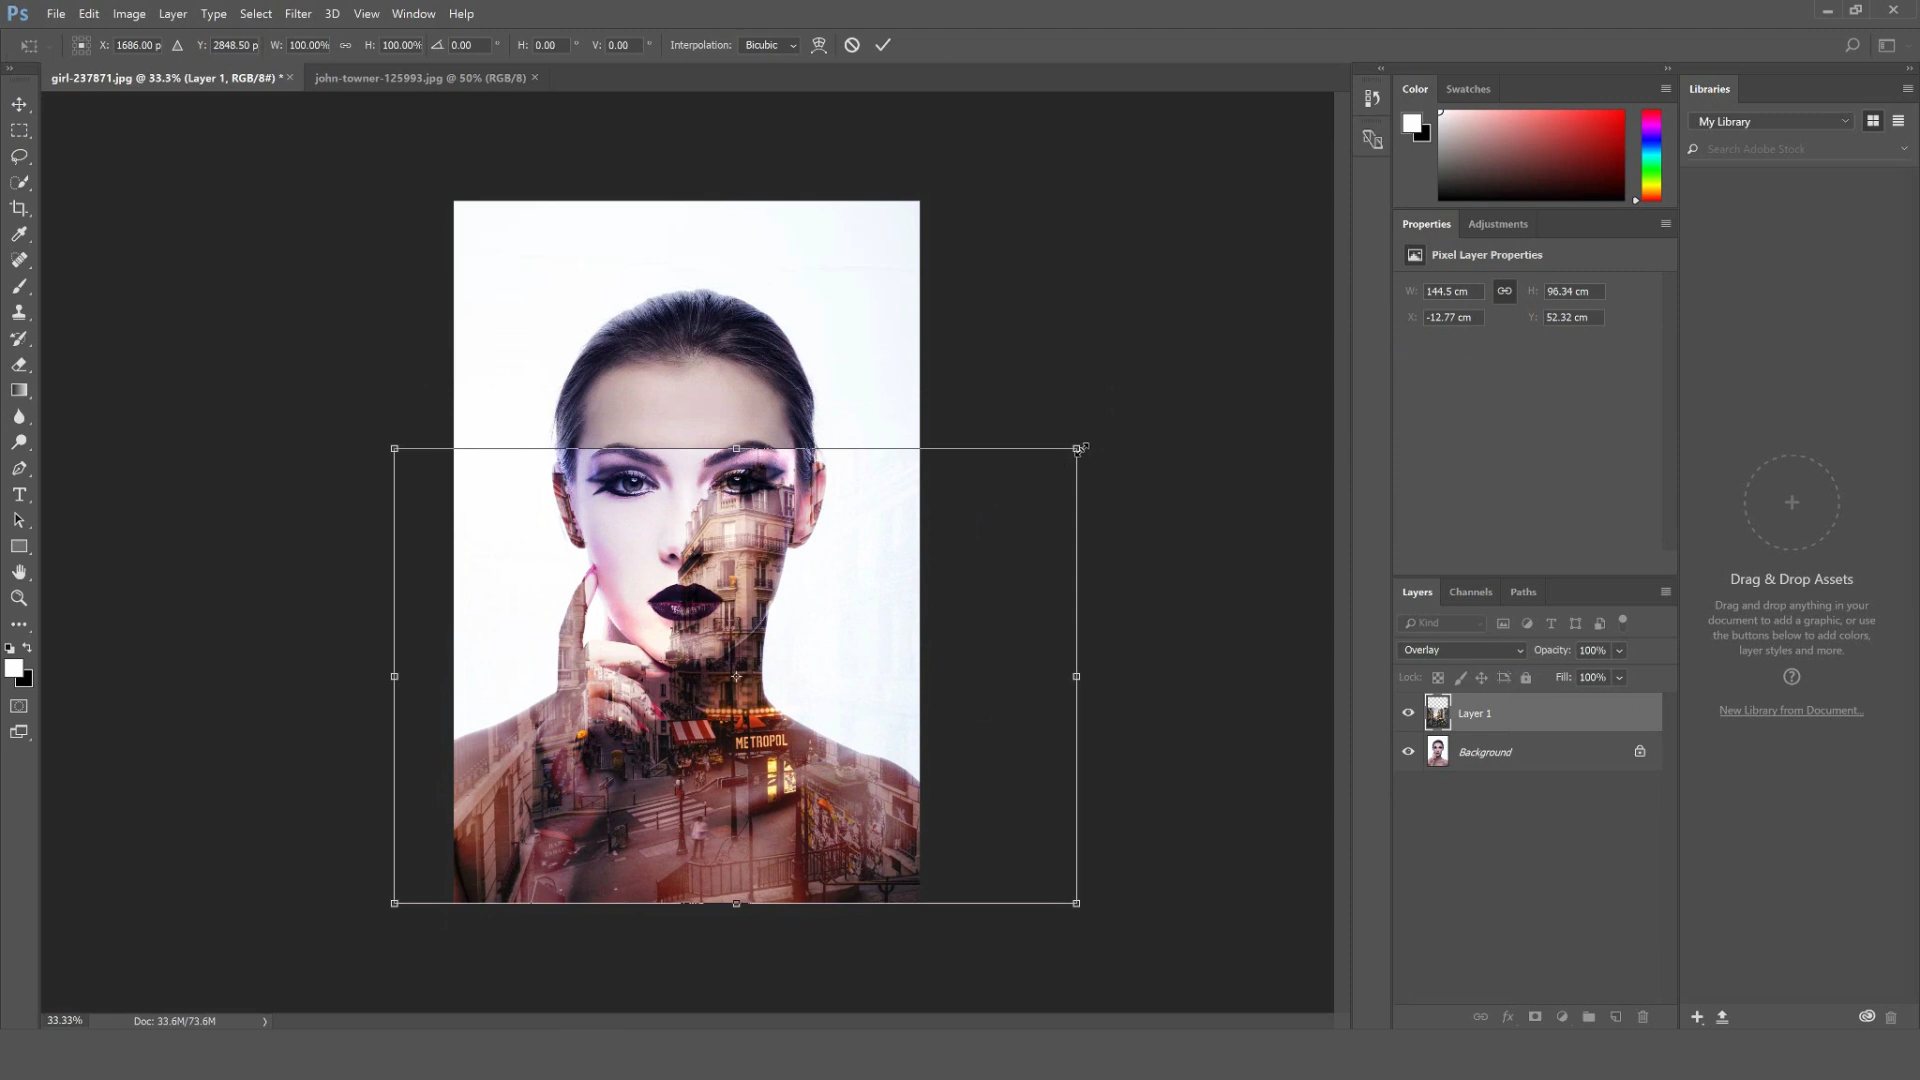 Ps File Edit Image Layer Type Select Filter 3D View Window Help
X: 1686.00 p Y: 2848.50 p W: 100.00% H: 100.00% 0.00 ° H: 0.00 ° V: 0.00 ° Interpolation: Bicubic
girl-237871.jpg @ 33.3% (Layer 1, RGB/8#) * × john-towner-125993.jpg @ 50% (RGB/8) ×
Color Swatches
Libraries
My Library
Search Adobe Stock
Properties Adjustments
Pixel Layer Properties
W: 144.5 cm H: 96.34 cm
X: -12.77 cm Y: 52.32 cm
METROPOL
Drag & Drop Assets
Drag and drop anything in your
document to add a graphic, or use
the buttons below to add colors,
layer styles and more.
New Library from Document...
Layers Channels Paths
Kind
Overlay Opacity: 100%
Lock: Fill: 100%
Layer 1
Background
33.33% Doc: 33.6M/73.6M